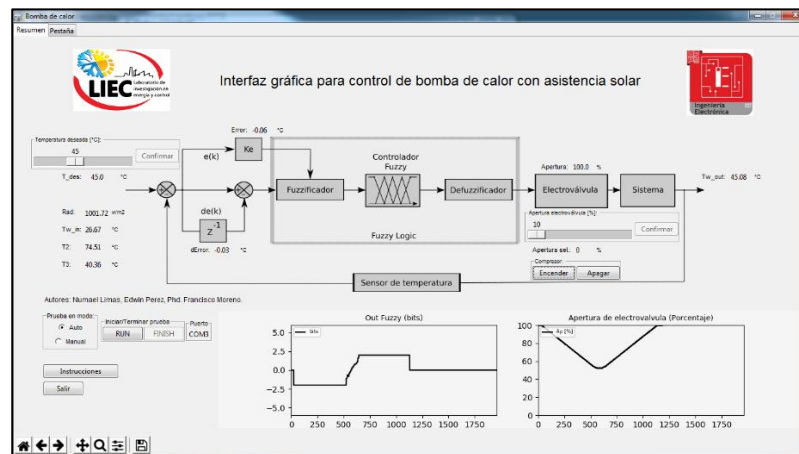 Bomba de calor
Resumen Pestaña
LIEC
Laboratorio de
investigación en
energía y control
Interfaz gráfica para control de bomba de calor con asistencia solar
Ingeniería
Electrónica
Temperatura deseada [°C]:
45
Confirmar
Error: -0.06 °C
Ke
e(k)
Controlador
Fuzzy
Fuzzificador
Defuzzificador
Fuzzy Logic
Apertura: 100.0 %
Electroválvula
Sistema
Tw_out: 45.08 °C
T_des: 45.0 °C
de(k)
Z -1
dError: -0.03 °C
Rad: 1001.72 w/m2
Tw_in: 26.67 °C
T2: 74.51 °C
T3: 40.36 °C
Apertura electroválvula [%]:
10
Confirmar
Apertura sel: 0 %
Compresor
Encender Apagar
Sensor de temperatura
Autores: Numael Limas, Edwin Perez, Phd. Francisco Moreno.
Prueba en modo:
Auto
Manual
Iniciar/Terminar prueba
RUN FINISH
Puerto
COM3
Instrucciones
Salir
Out Fuzzy (bits)
bits
5.0
2.5
0.0
−2.5
−5.0
0 250 500 750 1000 1250 1500 1750
Apertura de electrovalvula (Porcentaje)
Ap [%]
100
80
60
40
20
0
0 250 500 750 1000 1250 1500 1750